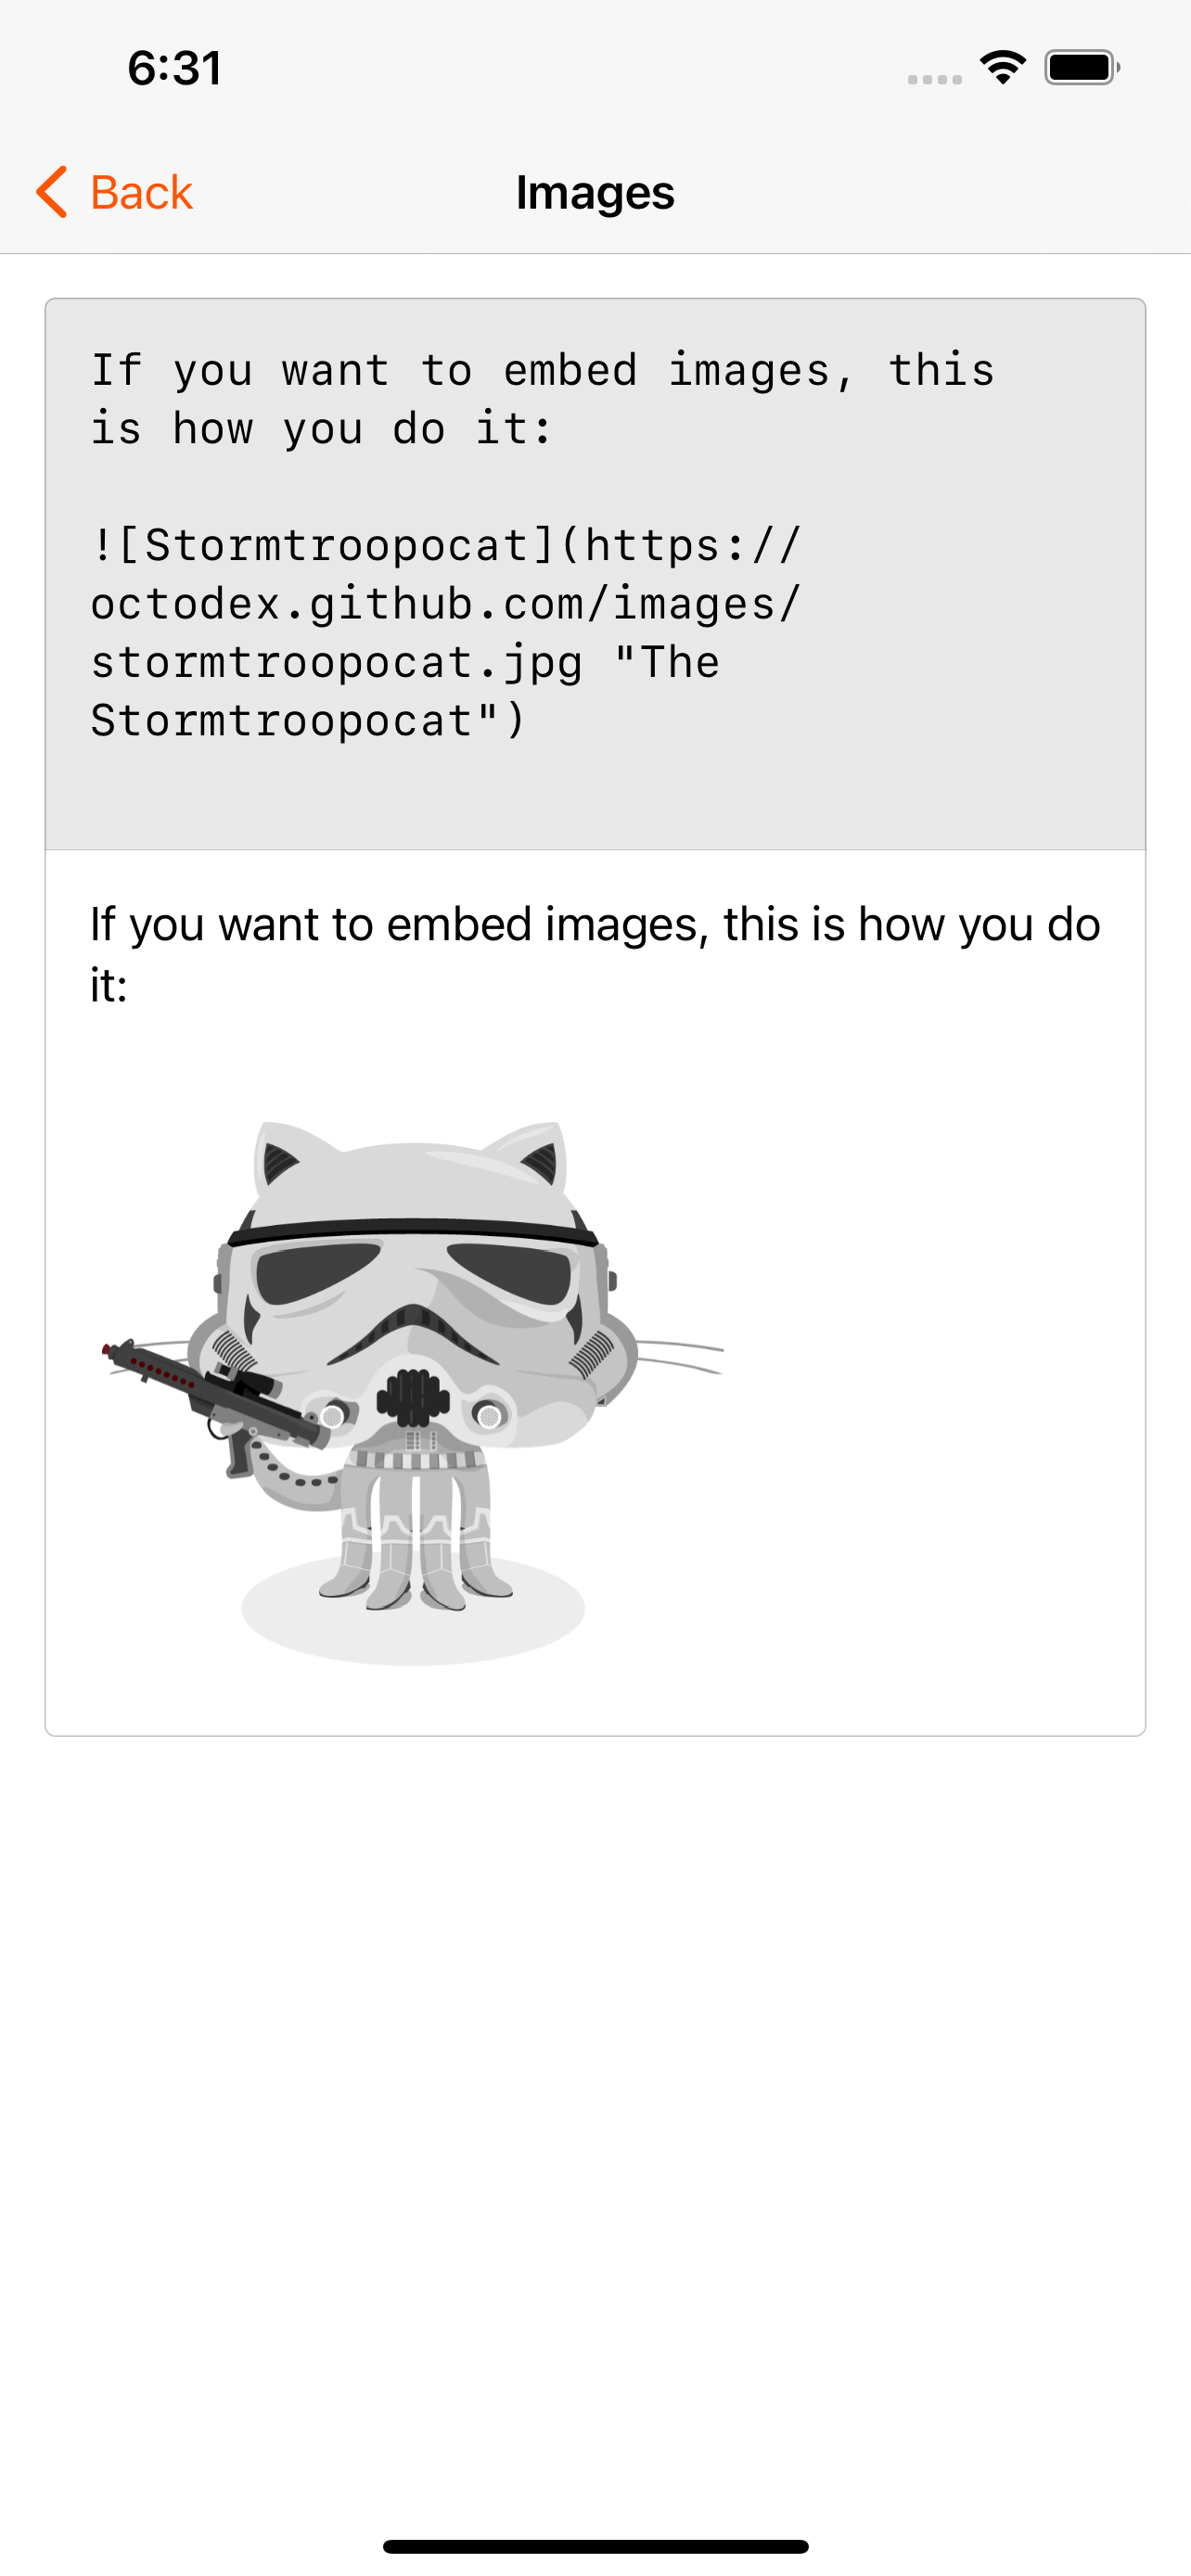 6:31
Back
Images
If you want to embed images, this
is how you do it:
![Stormtroopocat](https://
octodex.github.com/images/
stormtroopocat.jpg "The
Stormtroopocat")
If you want to embed images, this is how you do
it: